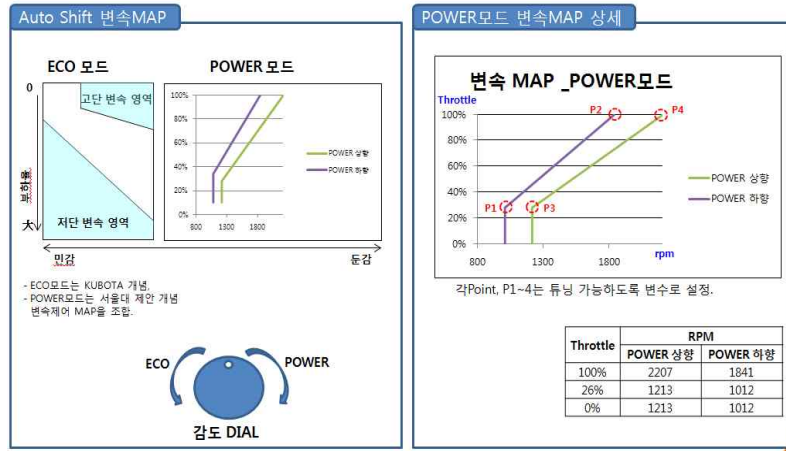 Auto Shift 변속MAP
ECO 모드
POWER 모드
0
부하율
大
고단 변속 영역
저단 변속 영역
100%
80%
60%
40%
20%
0%
800 1300 1800
POWER 상향
POWER 하향
민감
둔감
- ECO모드는 KUBOTA 개념,
- POWER모드는 서울대 제안 개념
변속제어 MAP을 조합.
ECO
POWER
감도 DIAL
POWER모드 변속MAP 상세
변속 MAP _POWER모드
Throttle
100%
80%
60%
40%
20%
0%
P2
P4
P1
P3
800 1300 1800
rpm
POWER 상향
POWER 하향
각Point, P1~4는 튜닝 가능하도록 변수로 설정.
Throttle RPM
POWER 상향 POWER 하향
100% 2207 1841
26% 1213 1012
0% 1213 1012